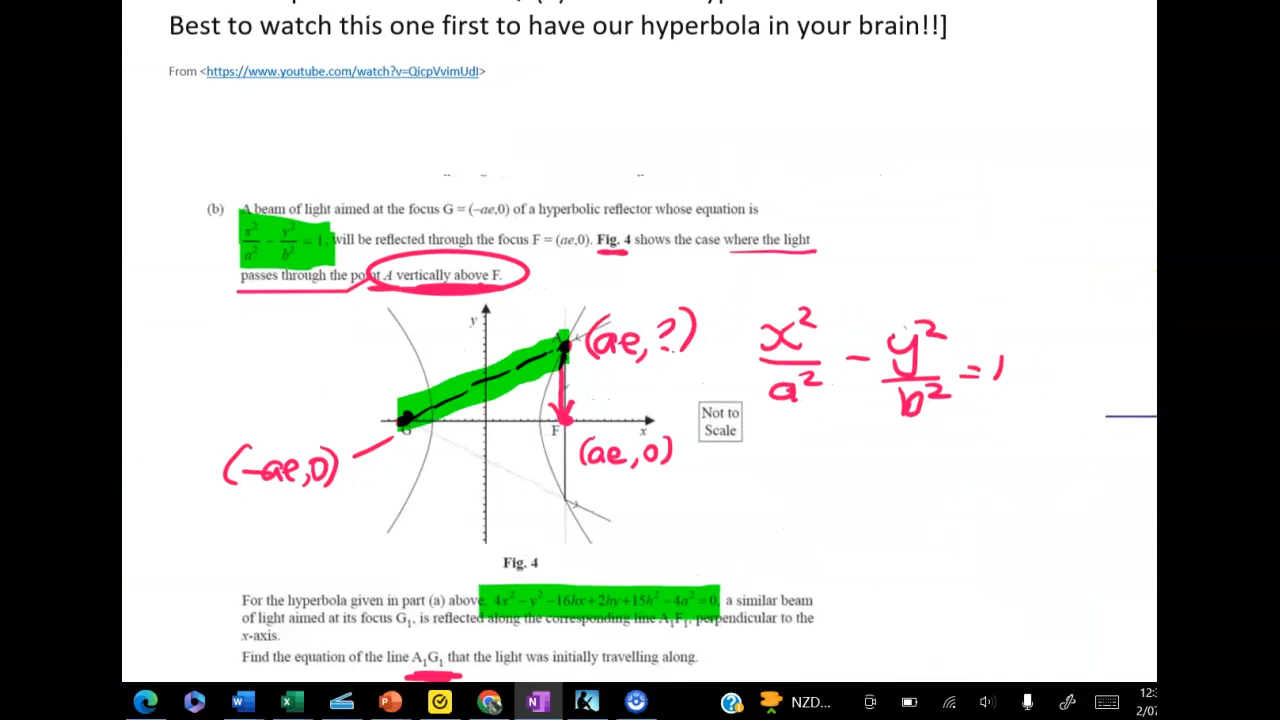 Best to watch this one first to have our hyperbola in your brain!!]
From <https://www.youtube.com/watch?v=QicpVvimUdI>
(b) A beam of light aimed at the focus G = (–ae,0) of a hyperbolic reflector whose equation is
x²/a² – y²/b² = 1, will be reflected through the focus F = (ae,0). Fig. 4 shows the case where the light
passes through the point A vertically above F.
y
(ae,?)
x²/a² – y²/b² = 1
G
F
x
Not to
Scale
(-ae,0)
(ae,0)
Fig. 4
For the hyperbola given in part (a) above, 4x² – y² – 16hx + 2hy + 15h² – 4a² = 0, a similar beam
of light aimed at its focus G₁, is reflected along the corresponding line A₁F₁, perpendicular to the
x-axis.
Find the equation of the line A₁G₁ that the light was initially travelling along.
NZD...